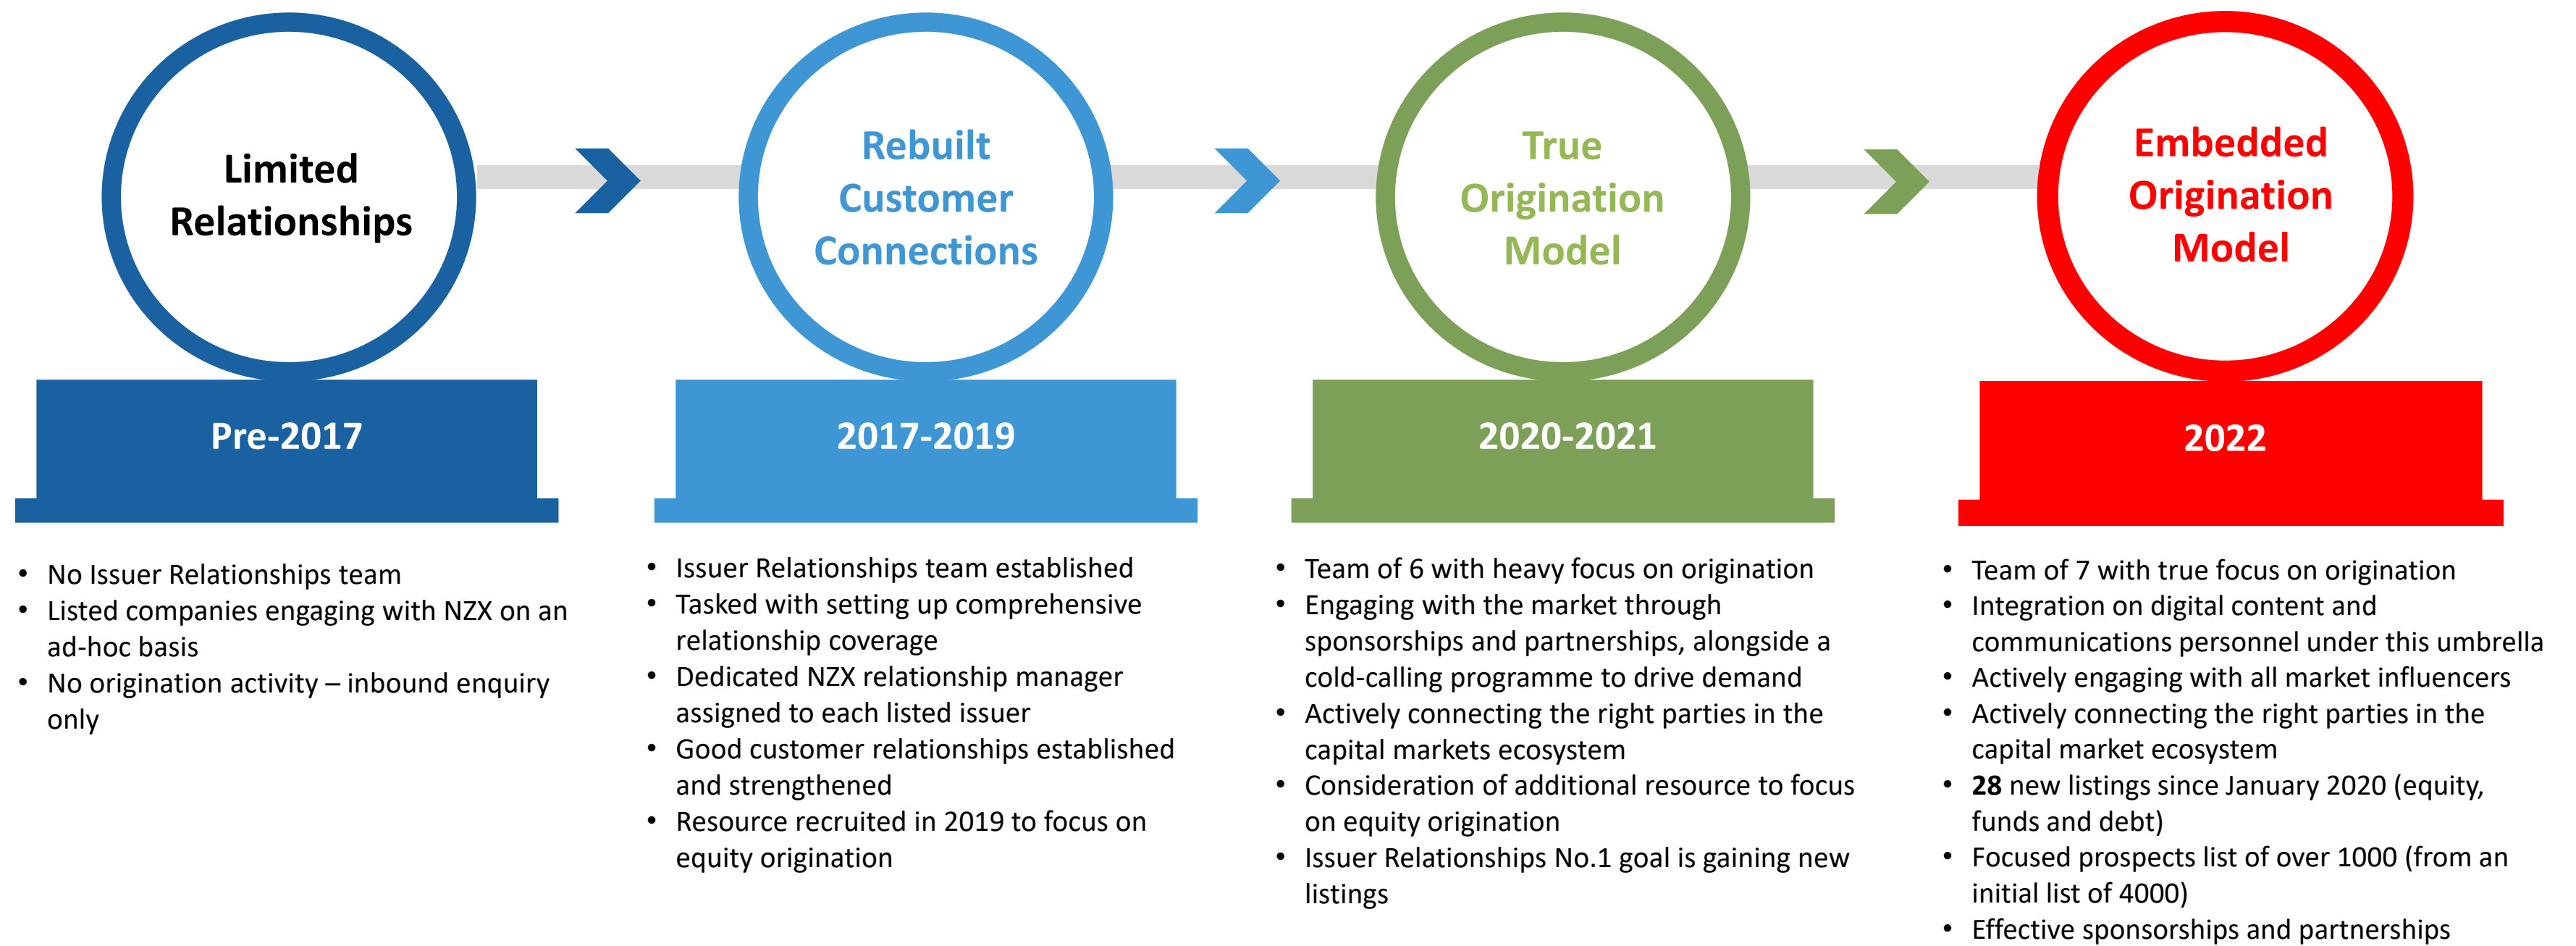 Limited
Relationships
Pre-2017
• No Issuer Relationships team
• Listed companies engaging with NZX on an
ad-hoc basis
• No origination activity – inbound enquiry
only
Rebuilt
Customer
Connections
2017-2019
• Issuer Relationships team established
• Tasked with setting up comprehensive
relationship coverage
• Dedicated NZX relationship manager
assigned to each listed issuer
• Good customer relationships established
and strengthened
• Resource recruited in 2019 to focus on
equity origination
True
Origination
Model
2020-2021
• Team of 6 with heavy focus on origination
• Engaging with the market through
sponsorships and partnerships, alongside a
cold-calling programme to drive demand
• Actively connecting the right parties in the
capital markets ecosystem
• Consideration of additional resource to focus
on equity origination
• Issuer Relationships No.1 goal is gaining new
listings
Embedded
Origination
Model
2022
• Team of 7 with true focus on origination
• Integration on digital content and
communications personnel under this umbrella
• Actively engaging with all market influencers
• Actively connecting the right parties in the
capital market ecosystem
• 28 new listings since January 2020 (equity,
funds and debt)
• Focused prospects list of over 1000 (from an
initial list of 4000)
• Effective sponsorships and partnerships